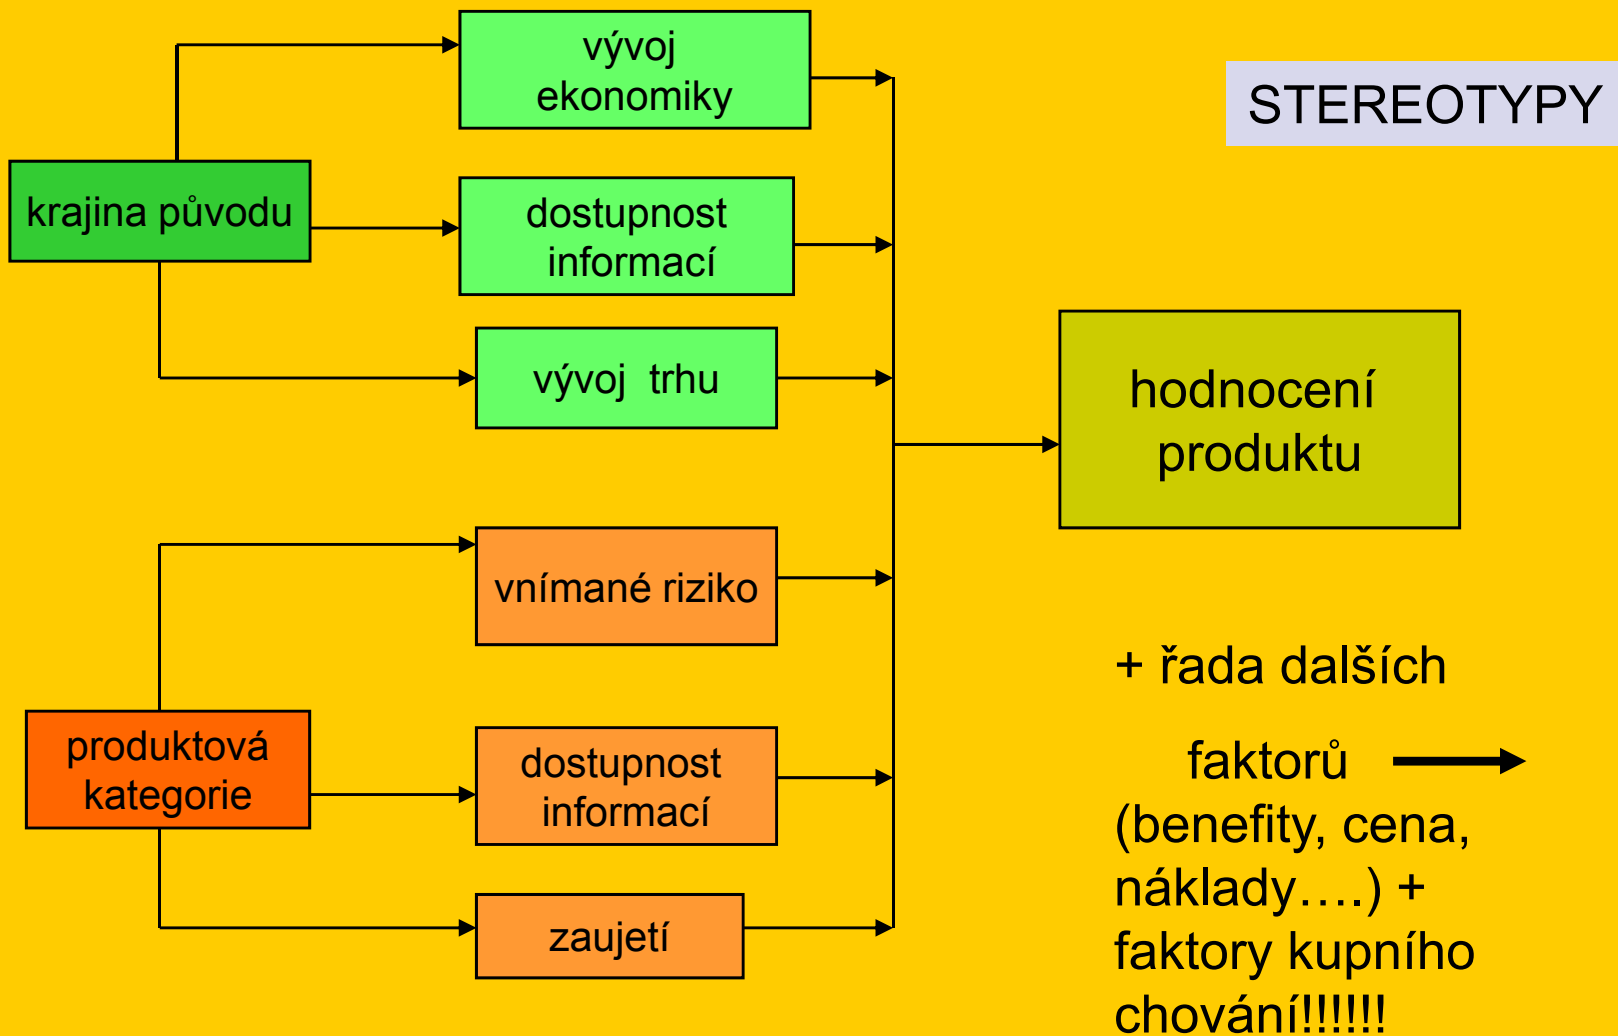 vývoj
ekonomiky
STEREOTYPY
krajina původu
dostupnost
informací
vývoj  trhu
hodnocení
produktu
vnímané riziko
produktová
kategorie
dostupnost
informací
zaujetí
+ řada dalších
faktorů
(benefity, cena,
náklady….) +
faktory kupního
chování!!!!!!